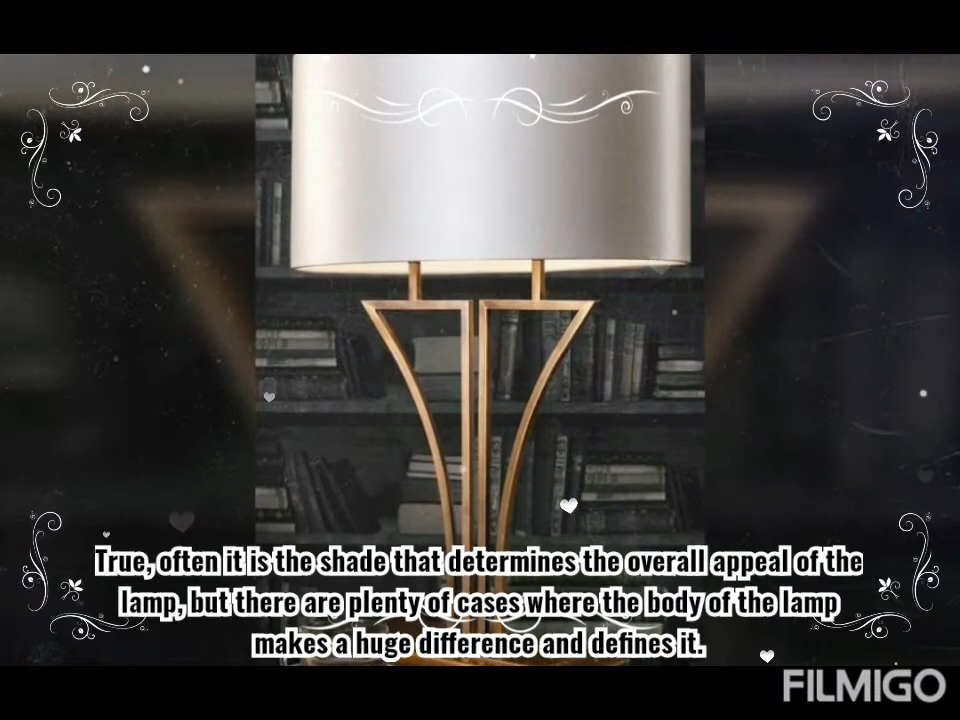 True, often it is the shade that determines the overall appeal of the
lamp, but there are plenty of cases where the body of the lamp
makes a huge difference and defines it.
FILMIGO